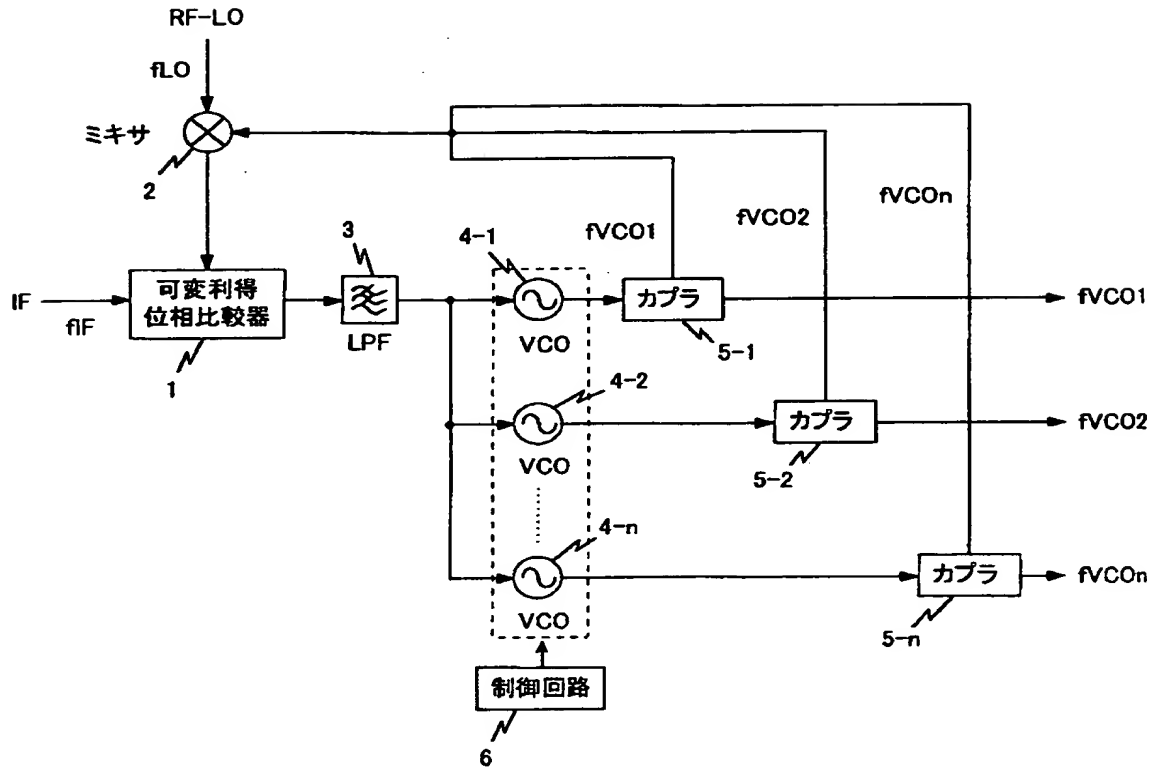 RF-LO
fLO
ミキサ
2
fVCO1
fVCO2
fVCOn
3
4-1
IF
fIF
可変利得
位相比較器
1
LPF
VCO
カプラ
5-1
fVCO1
4-2
VCO
カプラ
5-2
fVCO2
4-n
VCO
カプラ
5-n
fVCOn
制御回路
6